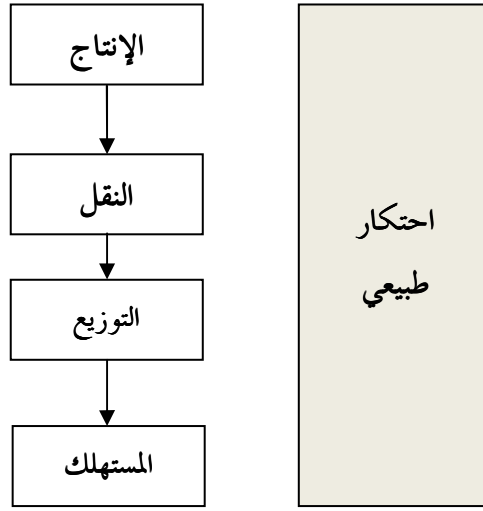 الإنتاج
النقل
التوزيع
المستهلك
احتكار
طبيعي